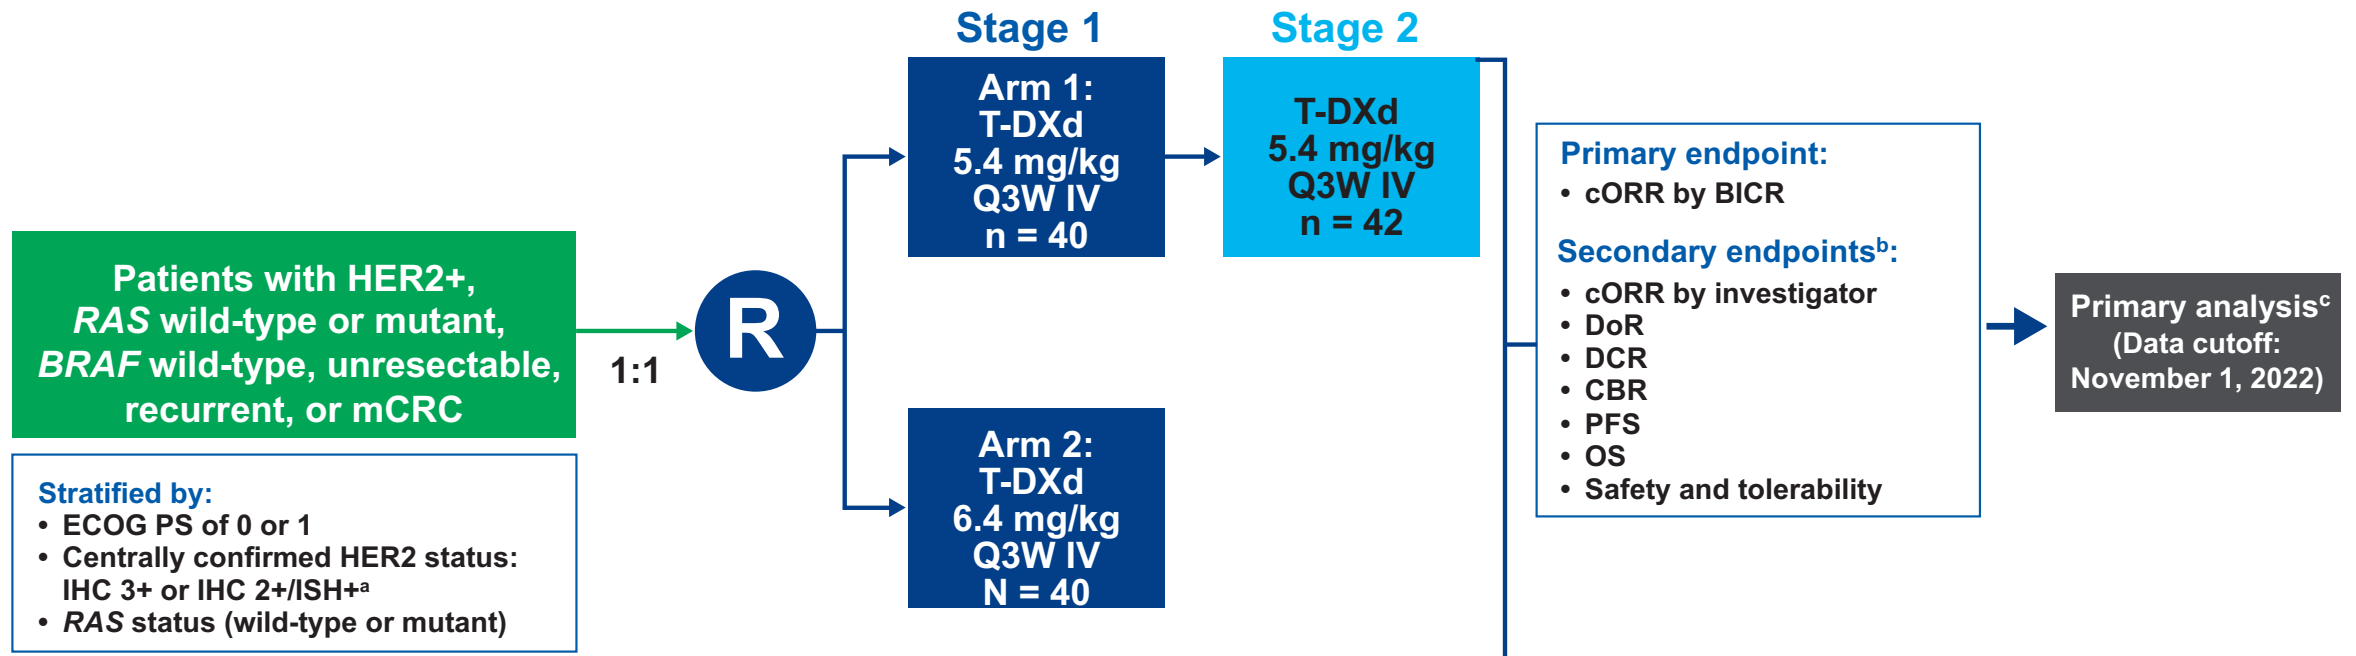 Stage 1
Stage 2
Arm 1:
T-DXd
5.4 mg/kg
Q3W IV
n = 40
T-DXd
5.4 mg/kg
Q3W IV
n = 42
Patients with HER2+,
RAS wild-type or mutant,
BRAF wild-type, unresectable,
recurrent, or mCRC
1:1
R
Stratified by:
• ECOG PS of 0 or 1
• Centrally confirmed HER2 status:
IHC 3+ or IHC 2+/ISH+ᵃ
• RAS status (wild-type or mutant)
Arm 2:
T-DXd
6.4 mg/kg
Q3W IV
N = 40
Primary endpoint:
• cORR by BICR
Secondary endpointsᵇ:
• cORR by investigator
• DoR
• DCR
• CBR
• PFS
• OS
• Safety and tolerability
Primary analysisᶜ
(Data cutoff:
November 1, 2022)